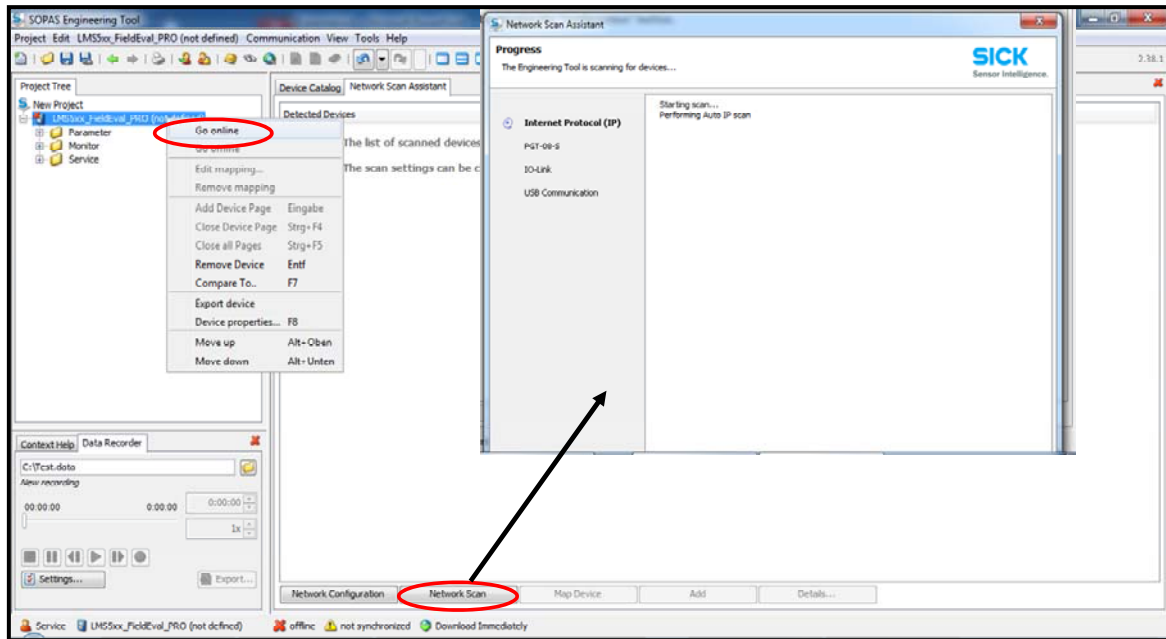 SOPAS Engineering Tool
Project Edit LMS5xx_FieldEval_PRO (not defined) Communication View Tools Help
2.38.1
Project Tree
New Project
LMS5xx_FieldEval_PRO (not defined)
Parameter
Monitor
Service
Go online
Edit mapping...
Remove mapping
Add Device Page Eingabe
Close Device Page Strg+F4
Close all Pages Strg+F5
Remove Device Entf
Compare To.. F7
Export device
Device properties... F8
Move up Alt+Oben
Move down Alt+Unten
Device Catalog Network Scan Assistant
Detected Devices
The list of scanned devices
The scan settings can be c
Network Scan Assistant
Progress
The Engineering Tool is scanning for devices...
SICK
Sensor Intelligence.
Internet Protocol (IP)
PGT-08-S
IO-Link
USB Communication
Starting scan...
Performing Auto IP scan
Context Help Data Recorder
C:\Test.data
New recording
00:00:00 0:00:00 0:00:00
1x
Settings... Export...
Network Configuration Network Scan Map Device Add Details...
Service LMS5xx_FieldEval_PRO (not defined) offline not synchronized Download Immediately